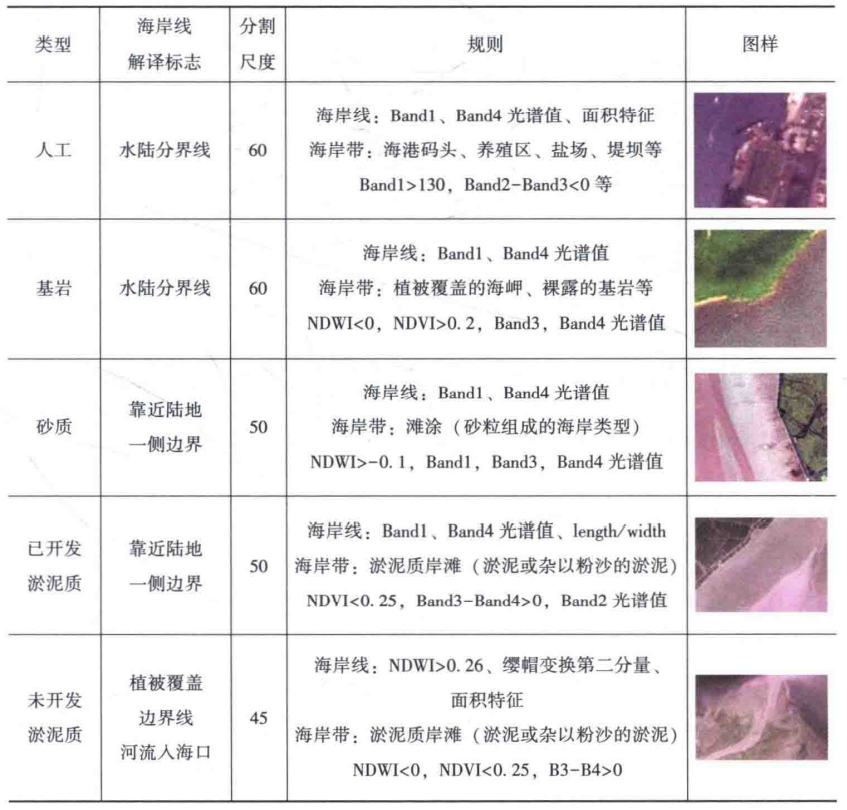 类型
海岸线
解译标志
分割
尺度
规则
图样
人工
水陆分界线
60
海岸线：Band1、Band4 光谱值、面积特征
海岸带：海港码头、养殖区、盐场、堤坝等
Band1>130，Band2-Band3<0 等
基岩
水陆分界线
60
海岸线：Band1、Band4 光谱值
海岸带：植被覆盖的海岬、裸露的基岩等
NDWI<0，NDVI>0.2，Band3，Band4 光谱值
砂质
靠近陆地
一侧边界
50
海岸线：Band1、Band4 光谱值
海岸带：滩涂（砂粒组成的海岸类型）
NDWI>-0.1，Band1，Band3，Band4 光谱值
已开发
淤泥质
靠近陆地
一侧边界
50
海岸线：Band1、Band4 光谱值、length/width
海岸带：淤泥质岸滩（淤泥或杂以粉沙的淤泥）
NDVI<0.25，Band3-Band4>0，Band2 光谱值
未开发
淤泥质
植被覆盖
边界线
河流入海口
45
海岸线：NDWI>0.26、缨帽变换第二分量、
面积特征
海岸带：淤泥质岸滩（淤泥或杂以粉沙的淤泥）
NDWI<0，NDVI<0.25，B3-B4>0